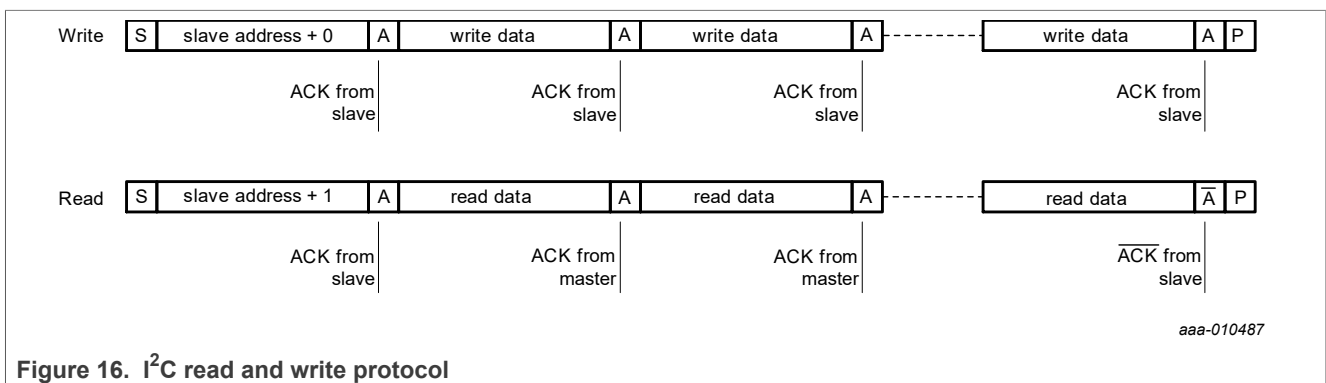 Write S slave address + 0 A write data A write data A write data A P
ACK from ACK from ACK from ACK from
slave slave slave slave
Read S slave address + 1 A read data A read data A read data A̅ P
ACK from ACK from ACK from A̅C̅K̅ from
slave master master slave
aaa-010487
Figure 16. I²C read and write protocol